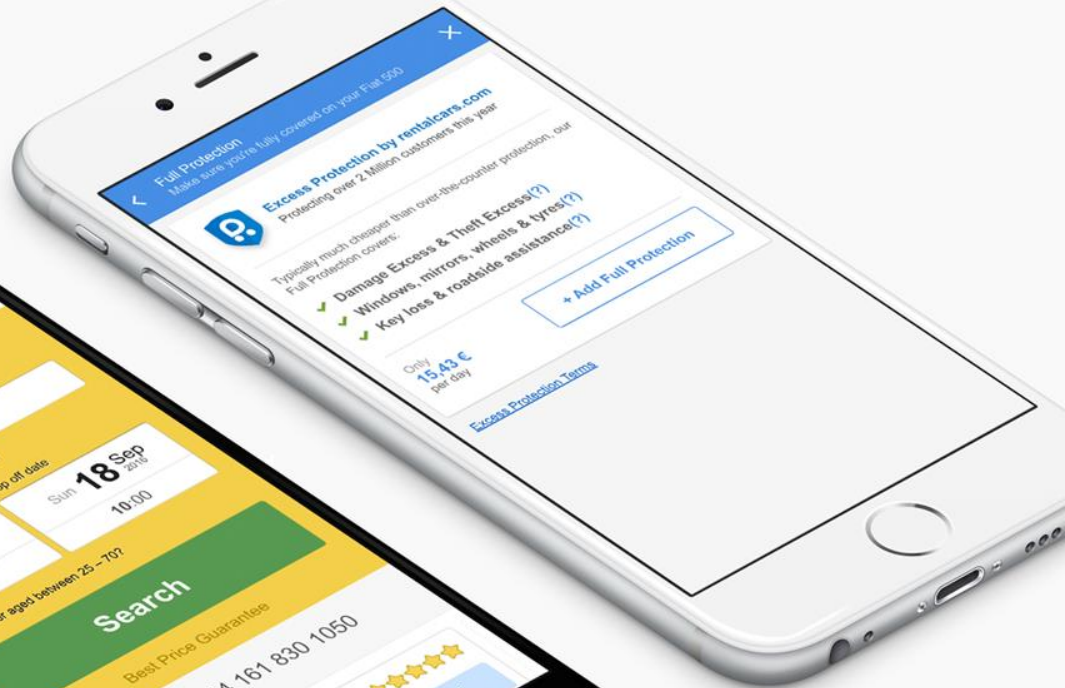 Full Protection
Make sure you're fully covered on your Fiat 500
Excess Protection by rentalcars.com
Protecting over 2 Million customers this year
Typically much cheaper than over-the-counter protection, our
Full Protection covers:
Damage Excess & Theft Excess(?)
Windows, mirrors, wheels & tyres(?)
Key loss & roadside assistance(?)
Only
15,43 €
per day
+ Add Full Protection
Excess Protection Terms
off date
Sun 18 Sep
2016
10:00
aged between 25 – 70?
Search
Best Price Guarantee
161 830 1050